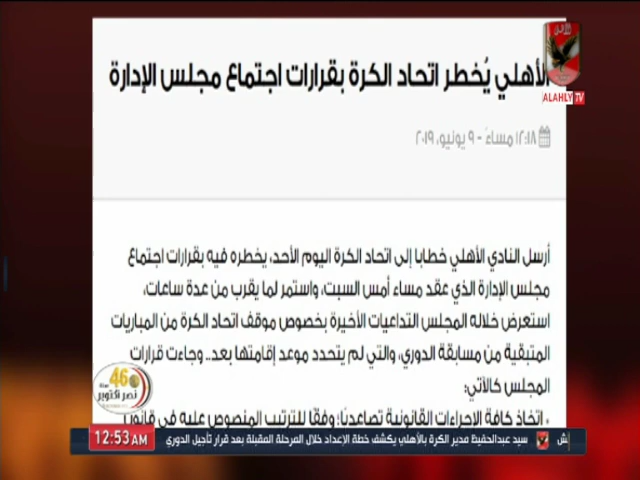 الأهلي يُخطر اتحاد الكرة بقرارات اجتماع مجلس الإدارة
ALAHLY TV
١٢:١٨ مساءً - ٩ يونيو، ٢٠١٩
أرسل النادي الأهلي خطابا إلى اتحاد الكرة اليوم الأحد، يخطره فيه بقرارات اجتماع
مجلس الإدارة الذي عقد مساء أمس السبت، واستمر لما يقرب من عدة ساعات،
استعرض خلاله المجلس التداعيات الأخيرة بخصوص موقف اتحاد الكرة من المباريات
المتبقية من مسابقة الدوري، والتي لم يتحدد موعد إقامتها بعد.. وجاءت قرارات
المجلس كالآتي:
- اتخاذ كافة الإجراءات القانونية تصاعديًا؛ وفقًا للترتيب المنصوص عليه في قانون
46 سنة
نصر أكتوبر
سيد عبدالحفيظ مدير الكرة بالأهلي يكشف خطة الإعداد خلال المرحلة المقبلة بعد قرار تأجيل الدوري
12:53 AM